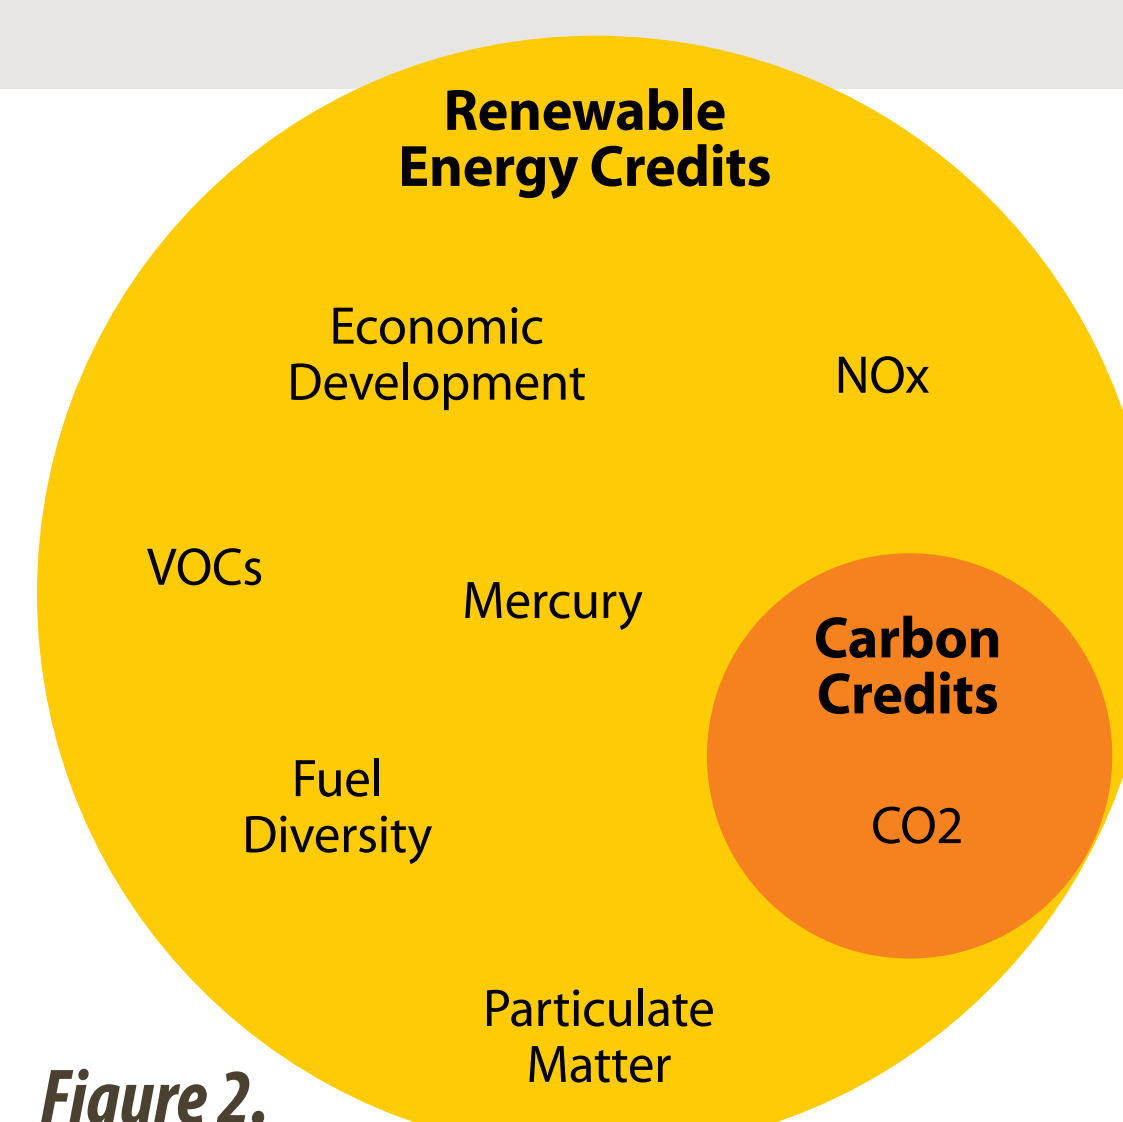 Renewable
Energy Credits
Economic
Development
NOx
VOCs
Mercury
Carbon
Credits
Fuel
Diversity
CO2
Particulate
Matter
Figure 2.